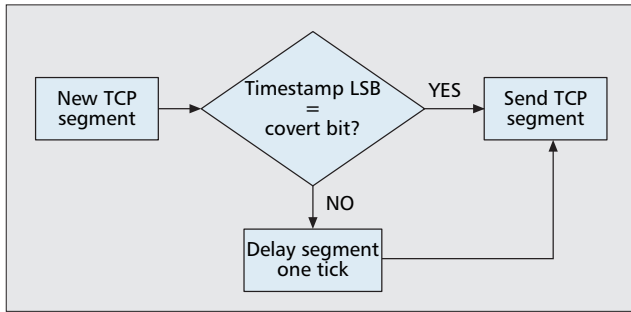 New TCP
segment
Timestamp LSB
=
covert bit?
YES
Send TCP
segment
NO
Delay segment
one tick